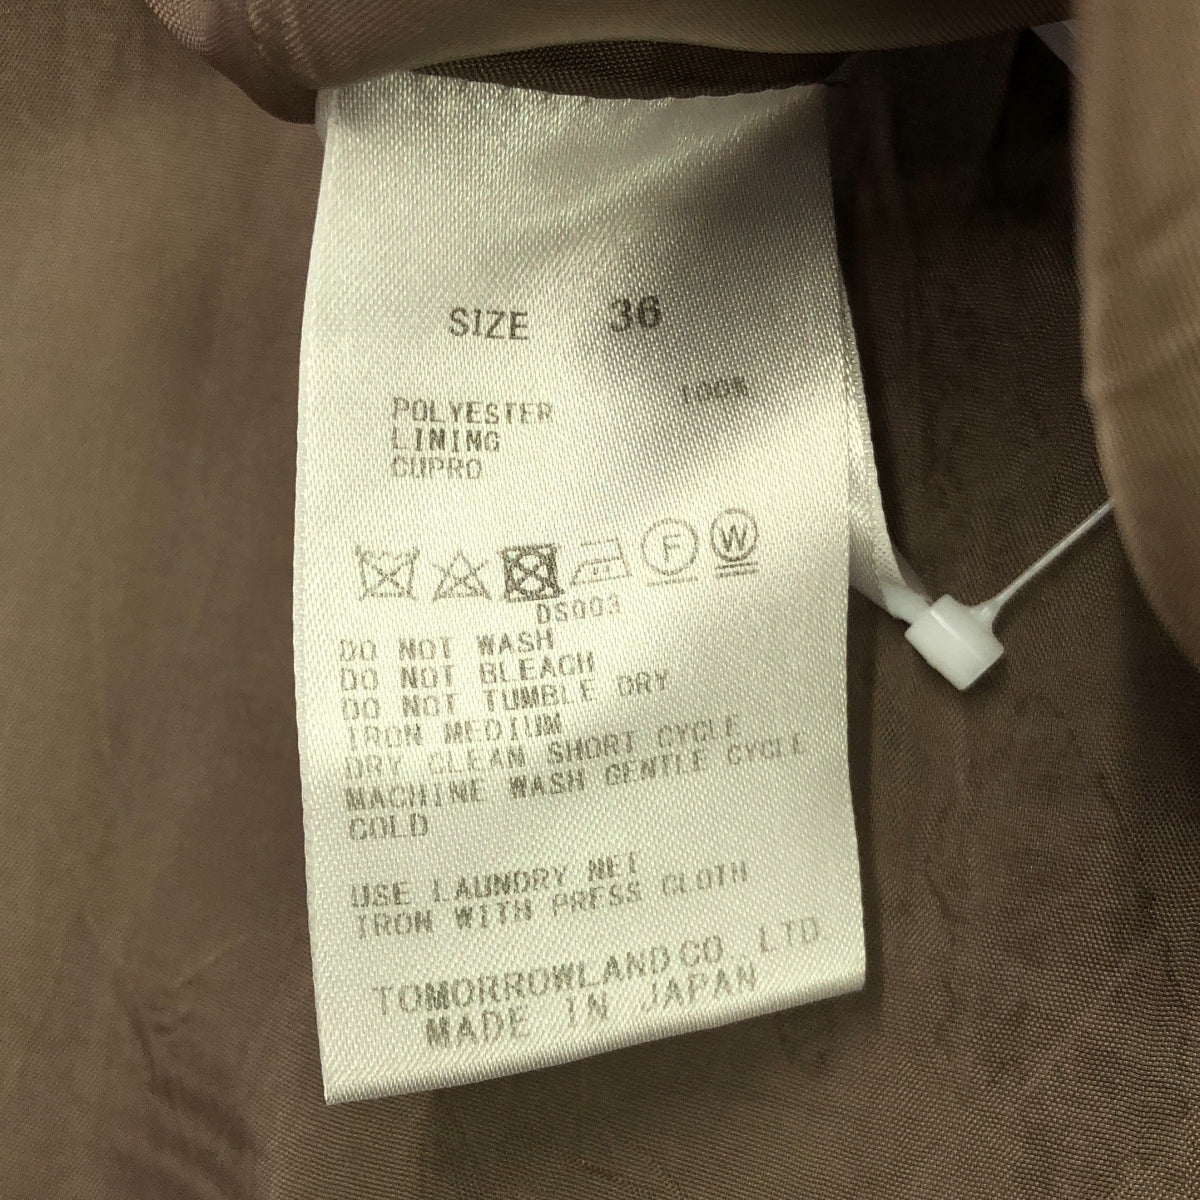 SIZE 36
POLYESTER 100%
LINING
CUPRO
F W
DS003
DO NOT WASH
DO NOT BLEACH
DO NOT TUMBLE DRY
IRON MEDIUM
DRY CLEAN SHORT CYCLE
MACHINE WASH GENTLE CYCLE
COLD
USE LAUNDRY NET
IRON WITH PRESS CLOTH
TOMORROWLAND CO. LTD.
MADE IN JAPAN